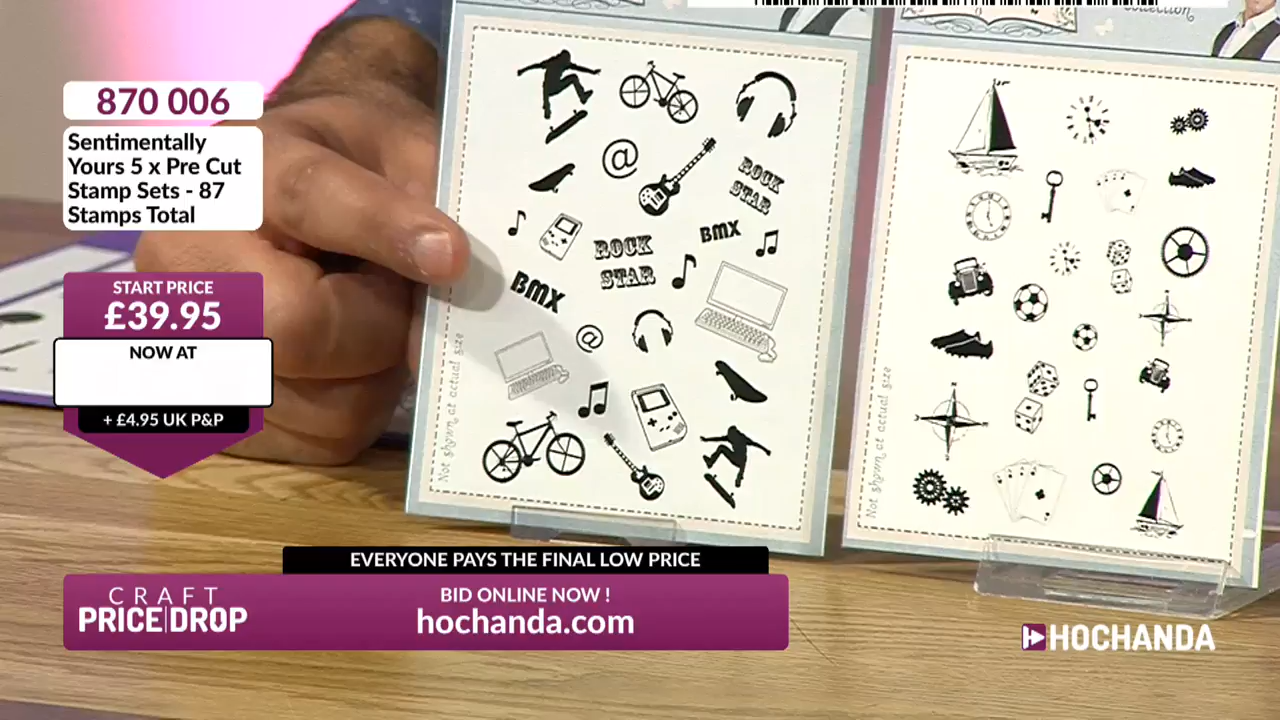 collection
870 006
Sentimentally
Yours 5 x Pre Cut
Stamp Sets - 87
Stamps Total
START PRICE
£39.95
NOW AT
+ £4.95 UK P&P
@
ROCK
STAR
BMX
ROCK
STAR
BMX
@
Not shown at actual size
Not shown at actual size
EVERYONE PAYS THE FINAL LOW PRICE
CRAFT
PRICE DROP
BID ONLINE NOW !
hochanda.com
HOCHANDA